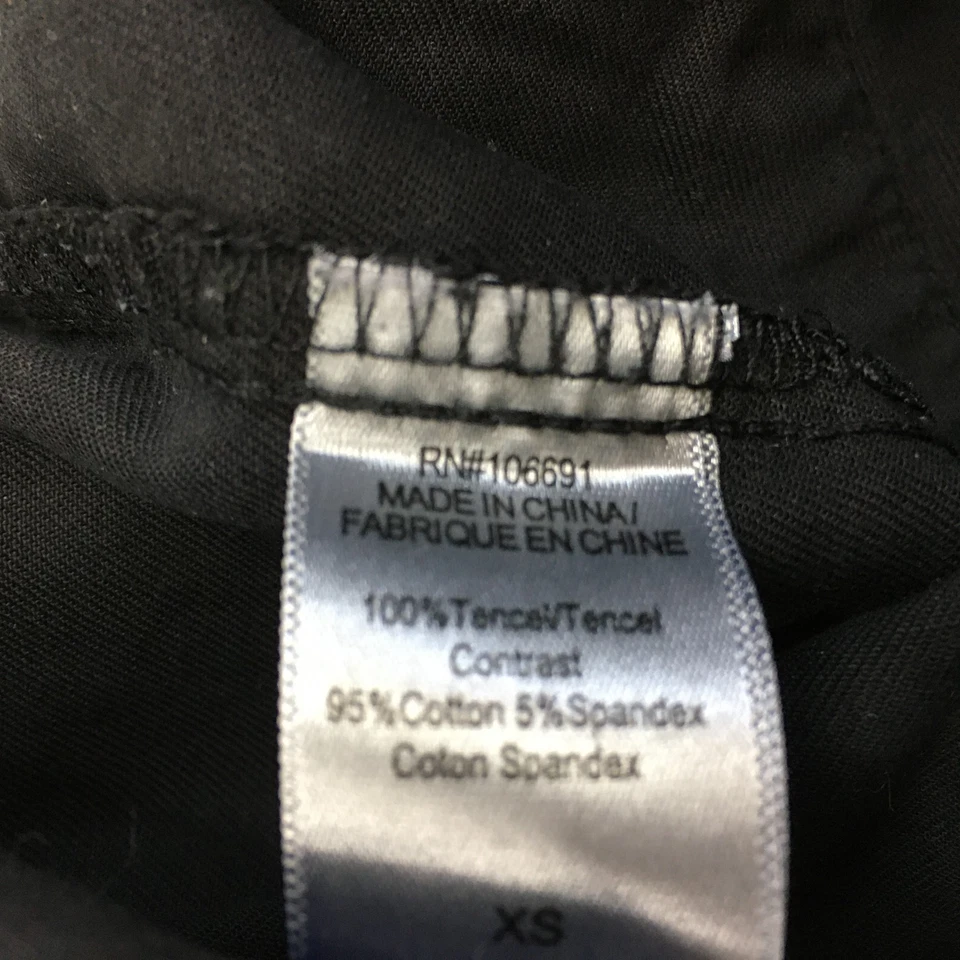 RN#106691
MADE IN CHINA/
FABRIQUE EN CHINE
100%Tencel/Tencel
Contrast
95%Cotton 5%Spandex
Coton Spandex
XS